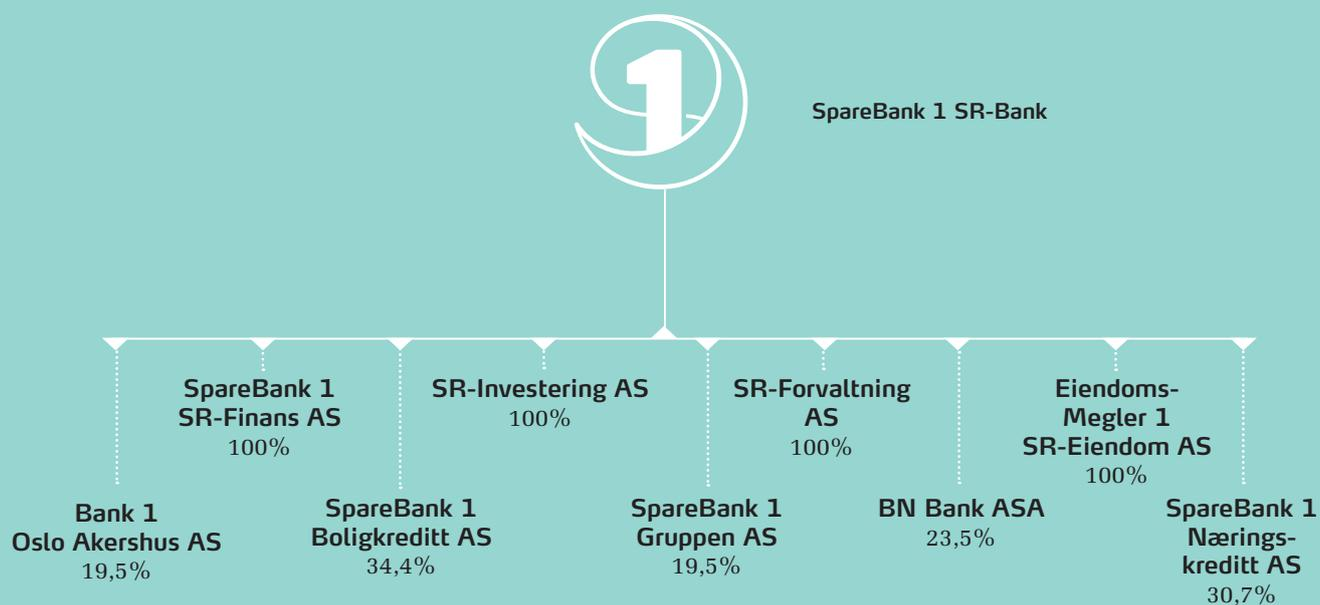 1
SpareBank 1 SR-Bank
SpareBank 1
SR-Finans AS
100%
SR-Investering AS
100%
SR-Forvaltning
AS
100%
Eiendoms-
Megler 1
SR-Eiendom AS
100%
Bank 1
Oslo Akershus AS
19,5%
SpareBank 1
Boligkreditt AS
34,4%
SpareBank 1
Gruppen AS
19,5%
BN Bank ASA
23,5%
SpareBank 1
Nærings-
kreditt AS
30,7%